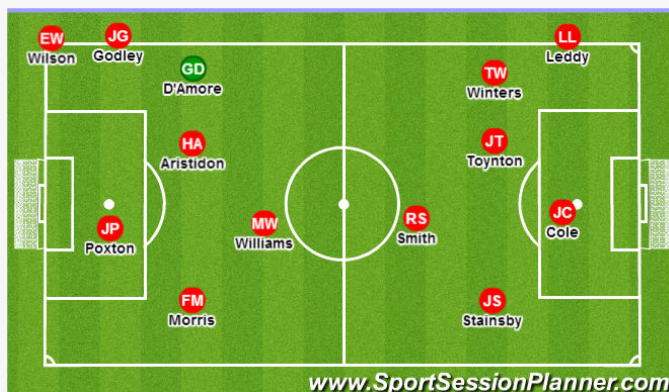 EW
Wilson
JG
Godley
GD
D'Amore
HA
Aristidon
JP
Poxton
MW
Williams
FM
Morris
LL
Leddy
TW
Winters
JT
Toynton
RS
Smith
JC
Cole
JS
Stainsby
www.SportSessionPlanner.com